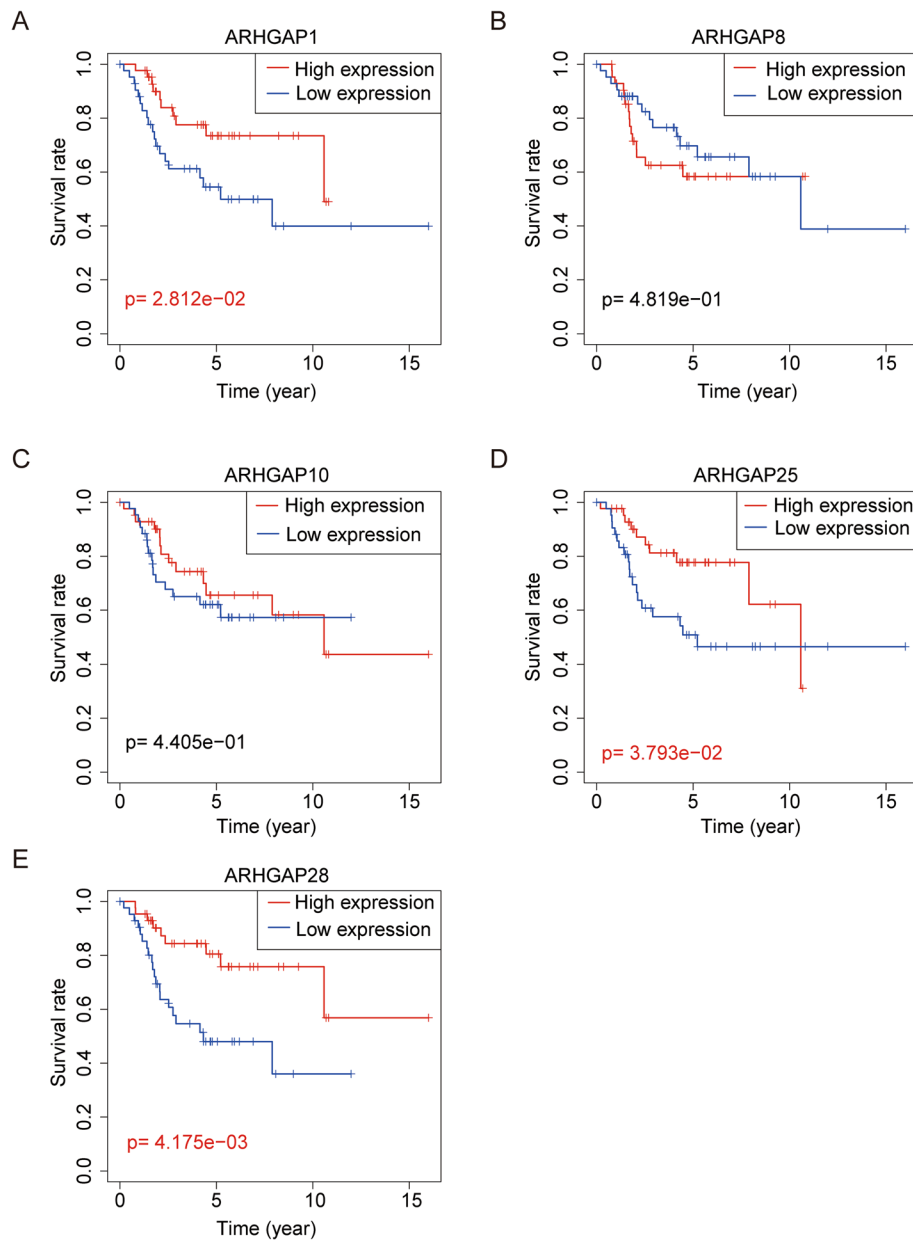 A
ARHGAP1
High expression
Low expression
Survival rate
0.0 0.2 0.4 0.6 0.8 1.0
p= 2.812e−02
0 5 10 15
Time (year)
B
ARHGAP8
High expression
Low expression
Survival rate
0.0 0.2 0.4 0.6 0.8 1.0
p= 4.819e−01
0 5 10 15
Time (year)
C
ARHGAP10
High expression
Low expression
Survival rate
0.0 0.2 0.4 0.6 0.8 1.0
p= 4.405e−01
0 5 10 15
Time (year)
D
ARHGAP25
High expression
Low expression
Survival rate
0.0 0.2 0.4 0.6 0.8 1.0
p= 3.793e−02
0 5 10 15
Time (year)
E
ARHGAP28
High expression
Low expression
Survival rate
0.0 0.2 0.4 0.6 0.8 1.0
p= 4.175e−03
0 5 10 15
Time (year)